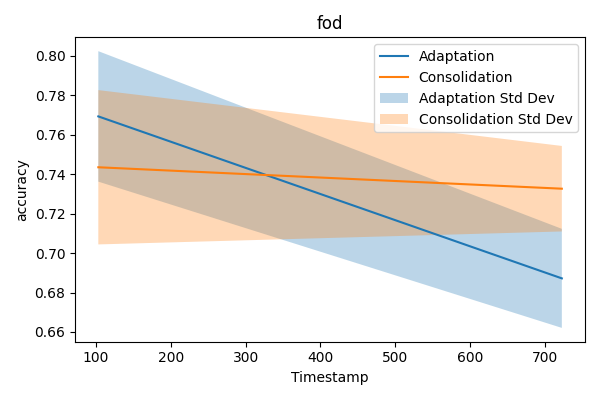 fod
0.80
0.78
0.76
0.74
0.72
0.70
0.68
0.66
accuracy
Adaptation
Consolidation
Adaptation Std Dev
Consolidation Std Dev
100 200 300 400 500 600 700
Timestamp